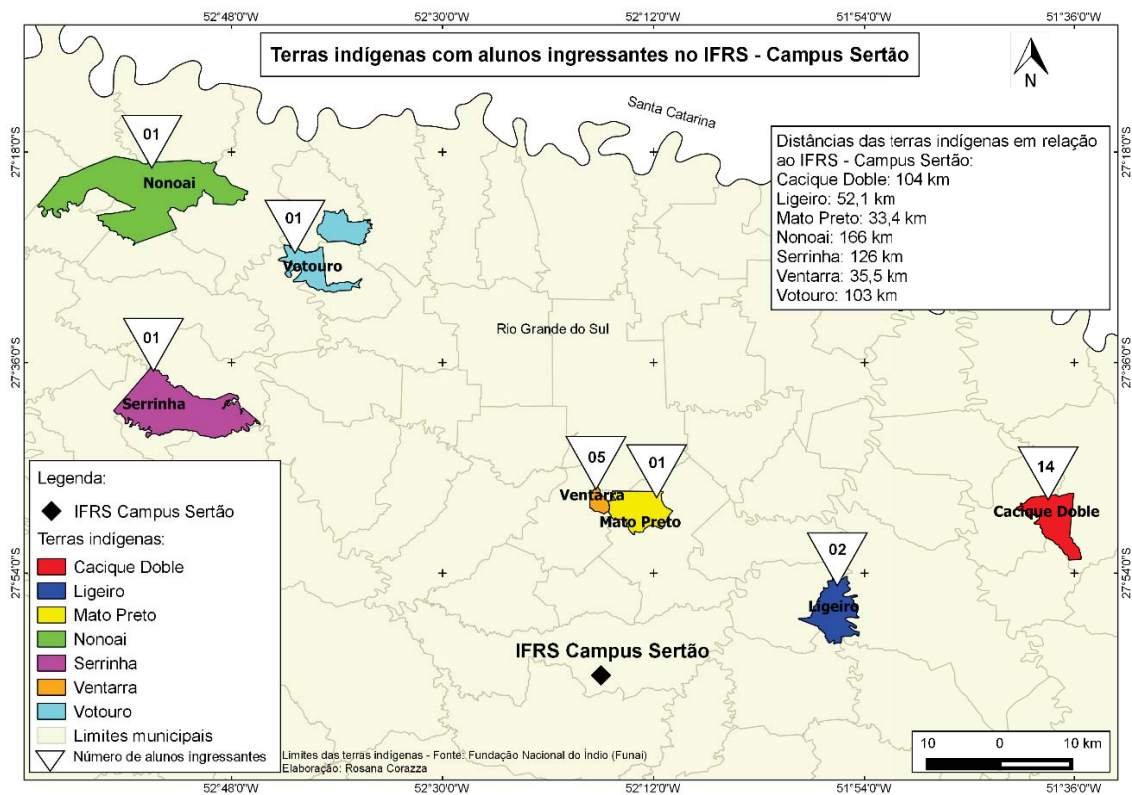 52°48'0"W 52°30'0"W 52°12'0"W 51°54'0"W 51°36'0"W
Terras indígenas com alunos ingressantes no IFRS - Campus Sertão
N
Santa Catarina
Distâncias das terras indígenas em relação
ao IFRS - Campus Sertão:
Cacique Doble: 104 km
Ligeiro: 52,1 km
Mato Preto: 33,4 km
Nonoai: 166 km
Serrinha: 126 km
Ventarra: 35,5 km
Votouro: 103 km
27°18'0"S
27°18'0"S
01
Nonoai
01
Votouro
Rio Grande do Sul
27°36'0"S
27°36'0"S
01
Serrinha
05
Ventarra
01
Mato Preto
14
Cacique Doble
02
Ligeiro
27°54'0"S
27°54'0"S
IFRS Campus Sertão
Legenda:
IFRS Campus Sertão
Terras indígenas:
Cacique Doble
Ligeiro
Mato Preto
Nonoai
Serrinha
Ventarra
Votouro
Limites municipais
Número de alunos ingressantes
Limites das terras indígenas - Fonte: Fundação Nacional do Índio (Funai)
Elaboração: Rosana Corazza
10 0 10 km
52°48'0"W 52°30'0"W 52°12'0"W 51°54'0"W 51°36'0"W